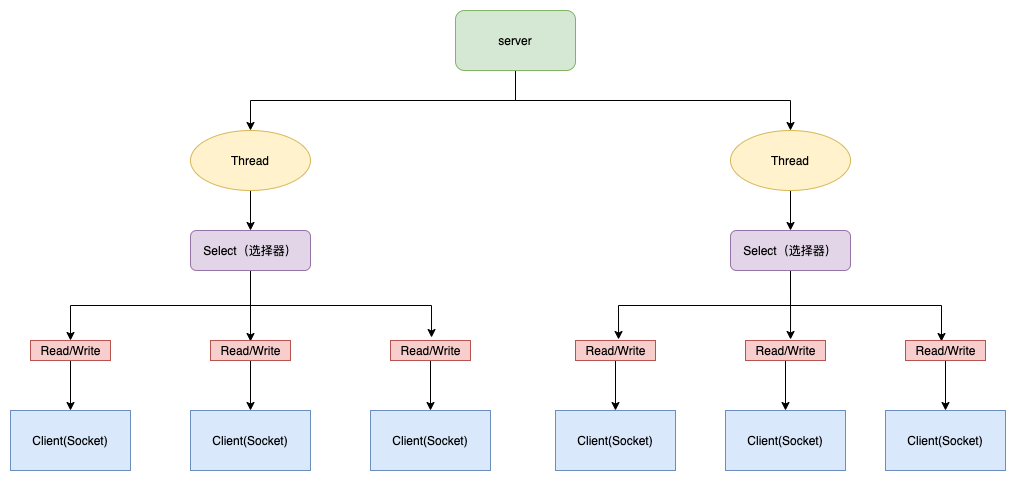 server
Thread
Thread
Select（选择器）
Select（选择器）
Read/Write
Read/Write
Read/Write
Read/Write
Read/Write
Read/Write
Client(Socket)
Client(Socket)
Client(Socket)
Client(Socket)
Client(Socket)
Client(Socket)